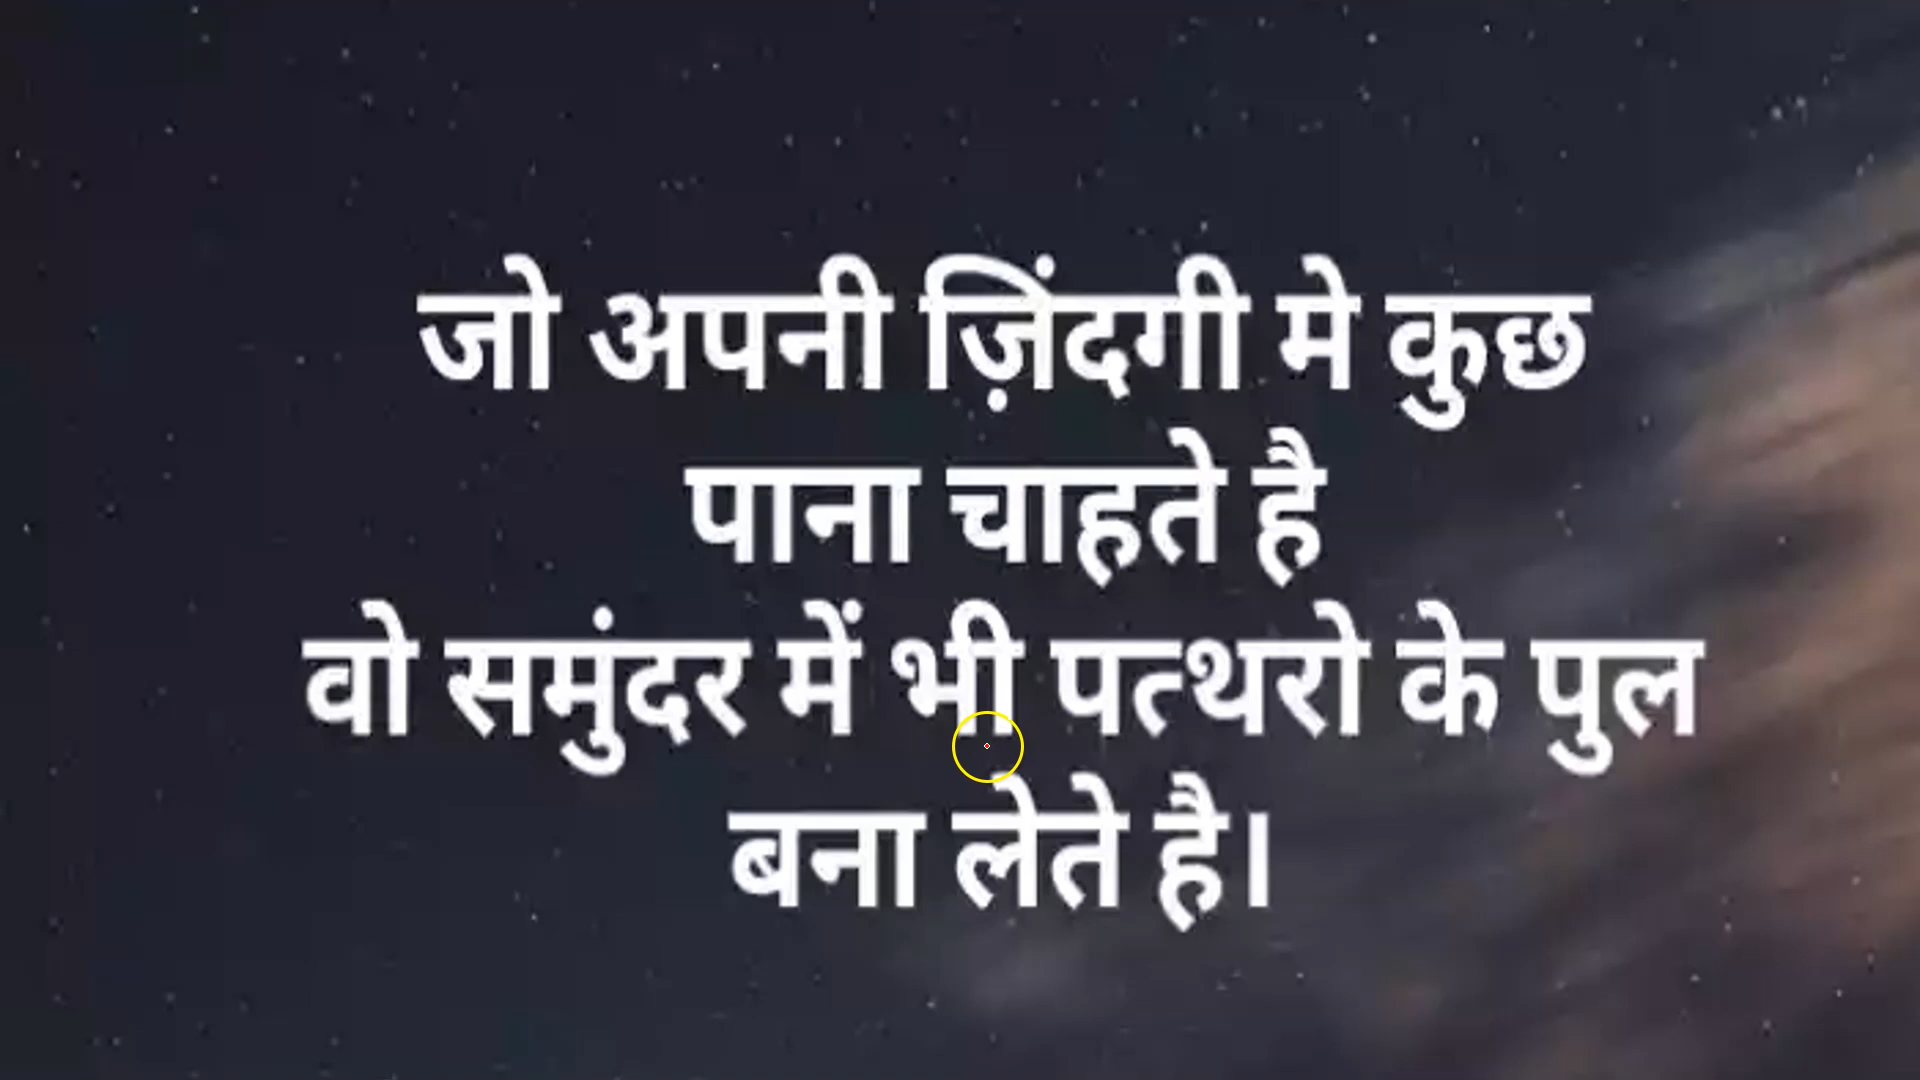 जो अपनी ज़िंदगी मे कुछ
पाना चाहते है
वो समुंदर में भी पत्थरो के पुल
बना लेते है।